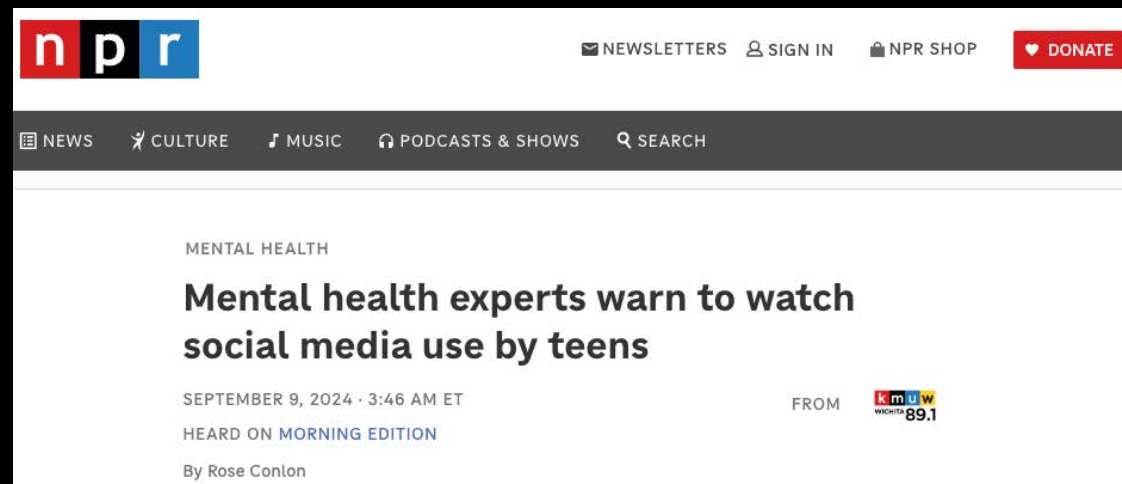 npr
NEWSLETTERS SIGN IN NPR SHOP DONATE
NEWS CULTURE MUSIC PODCASTS & SHOWS SEARCH
MENTAL HEALTH
Mental health experts warn to watch
social media use by teens
SEPTEMBER 9, 2024 · 3:46 AM ET
FROM kmuw
WICHITA 89.1
HEARD ON MORNING EDITION
By Rose Conlon